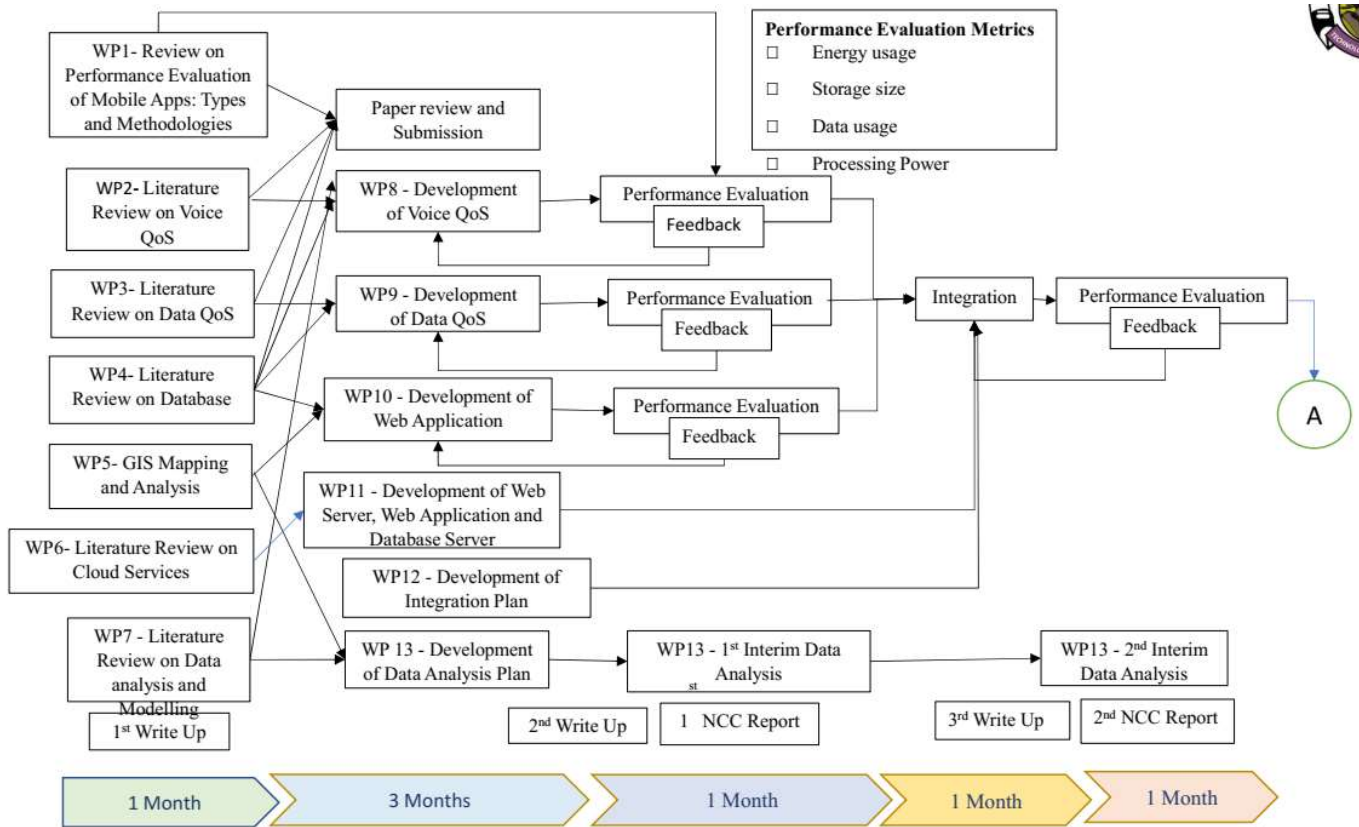 WP1- Review on
Performance Evaluation
of Mobile Apps: Types
and Methodologies
Paper review and
Submission
Performance Evaluation Metrics
□ Energy usage
□ Storage size
□ Data usage
□ Processing Power
WP2- Literature
Review on Voice
QoS
WP8 - Development
of Voice QoS
Performance Evaluation
Feedback
WP3- Literature
Review on Data QoS
WP9 - Development
of Data QoS
Performance Evaluation
Feedback
Integration
Performance Evaluation
Feedback
WP4- Literature
Review on Database
WP10 - Development of
Web Application
Performance Evaluation
Feedback
A
WP5- GIS Mapping
and Analysis
WP11 - Development of Web
Server, Web Application and
Database Server
WP6- Literature Review on
Cloud Services
WP12 - Development of
Integration Plan
WP7 - Literature
Review on Data
analysis and
Modelling
WP 13 - Development
of Data Analysis Plan
WP13 - 1st Interim Data
Analysis
WP13 - 2nd Interim
Data Analysis
1st Write Up
2nd Write Up
st
1 NCC Report
3rd Write Up
2nd NCC Report
1 Month
3 Months
1 Month
1 Month
1 Month